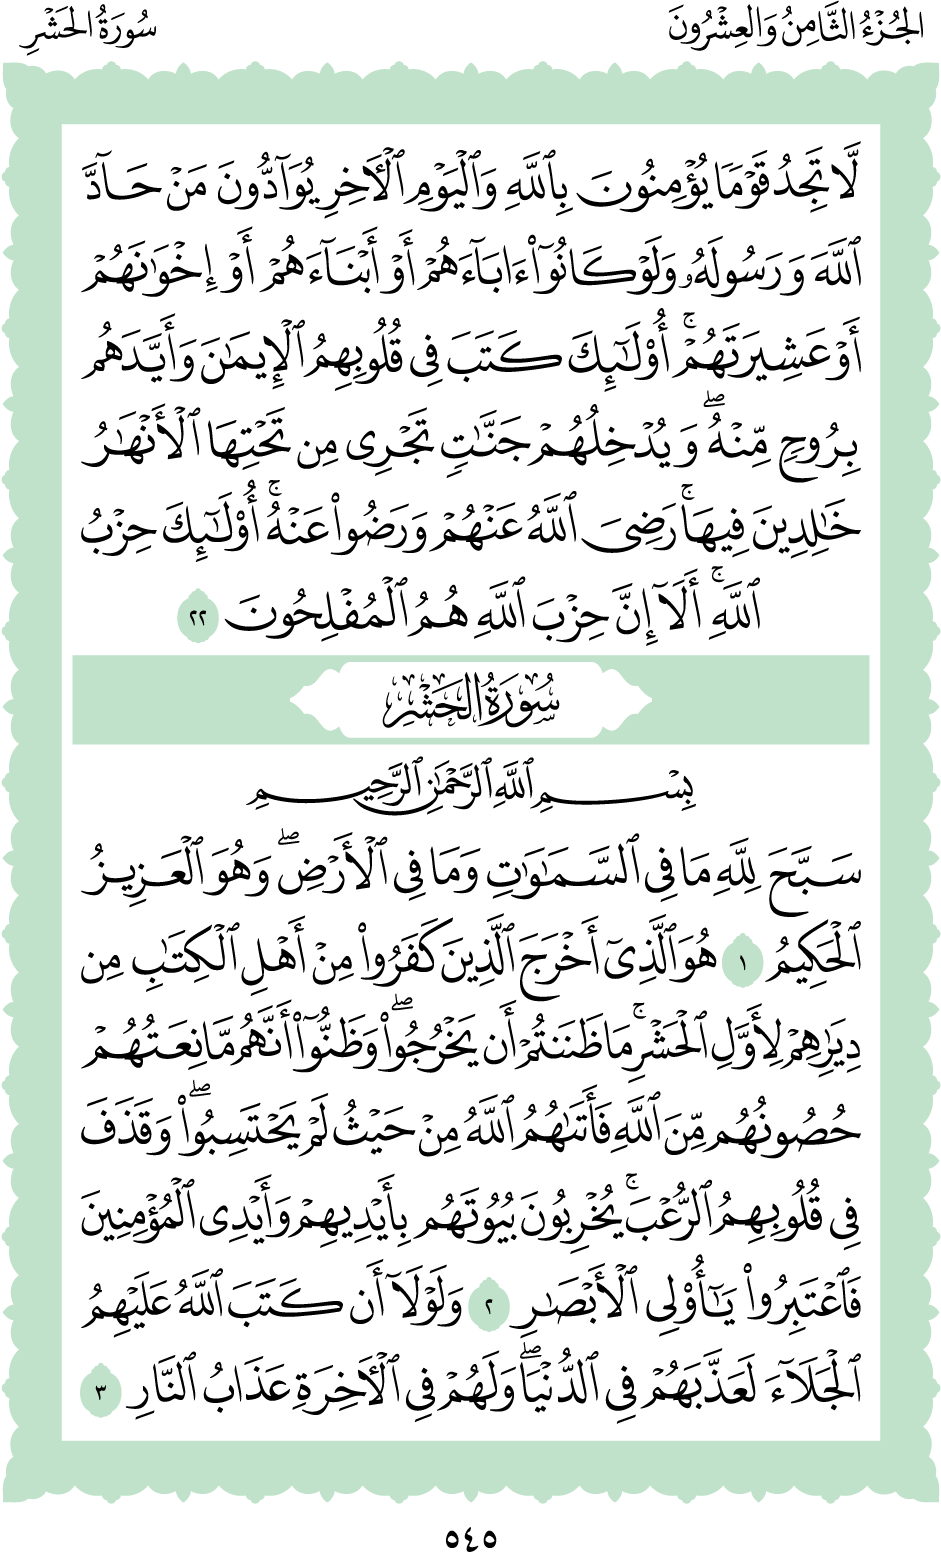 الجُزْءُ الثَّامِنُ وَالعِشْرُونَ
سُورَةُ الحَشْرِ
لَّا تَجِدُ قَوْمًا يُؤْمِنُونَ بِٱللَّهِ وَٱلْيَوْمِ ٱلْأَخِرِ يُوَآدُّونَ مَنْ حَآدَّ
ٱللَّهَ وَرَسُولَهُۥ وَلَوْ كَانُوٓا۟ ءَابَآءَهُمْ أَوْ أَبْنَآءَهُمْ أَوْ إِخْوَٰنَهُمْ
أَوْ عَشِيرَتَهُمْ ۚ أُو۟لَٰٓئِكَ كَتَبَ فِى قُلُوبِهِمُ ٱلْإِيمَٰنَ وَأَيَّدَهُم
بِرُوحٍ مِّنْهُ ۖ وَيُدْخِلُهُمْ جَنَّٰتٍ تَجْرِى مِن تَحْتِهَا ٱلْأَنْهَٰرُ
خَٰلِدِينَ فِيهَا ۚ رَضِىَ ٱللَّهُ عَنْهُمْ وَرَضُوا۟ عَنْهُ ۚ أُو۟لَٰٓئِكَ حِزْبُ
ٱللَّهِ ۚ أَلَآ إِنَّ حِزْبَ ٱللَّهِ هُمُ ٱلْمُفْلِحُونَ ٢٢
سُورَةُ الحَشْرِ
بِسْمِ ٱللَّهِ ٱلرَّحْمَٰنِ ٱلرَّحِيمِ
سَبَّحَ لِلَّهِ مَا فِى ٱلسَّمَٰوَٰتِ وَمَا فِى ٱلْأَرْضِ ۖ وَهُوَ ٱلْعَزِيزُ
ٱلْحَكِيمُ ١ هُوَ ٱلَّذِىٓ أَخْرَجَ ٱلَّذِينَ كَفَرُوا۟ مِنْ أَهْلِ ٱلْكِتَٰبِ مِن
دِيَٰرِهِمْ لِأَوَّلِ ٱلْحَشْرِ ۚ مَا ظَنَنتُمْ أَن يَخْرُجُوا۟ ۖ وَظَنُّوٓا۟ أَنَّهُم مَّانِعَتُهُمْ
حُصُونُهُم مِّنَ ٱللَّهِ فَأَتَىٰهُمُ ٱللَّهُ مِنْ حَيْثُ لَمْ يَحْتَسِبُوا۟ ۖ وَقَذَفَ
فِى قُلُوبِهِمُ ٱلرُّعْبَ ۚ يُخْرِبُونَ بُيُوتَهُم بِأَيْدِيهِمْ وَأَيْدِى ٱلْمُؤْمِنِينَ
فَٱعْتَبِرُوا۟ يَٰٓأُو۟لِى ٱلْأَبْصَٰرِ ٢ وَلَوْلَآ أَن كَتَبَ ٱللَّهُ عَلَيْهِمُ
ٱلْجَلَآءَ لَعَذَّبَهُمْ فِى ٱلدُّنْيَا ۖ وَلَهُمْ فِى ٱلْأَخِرَةِ عَذَابُ ٱلنَّارِ ٣
٥٤٥